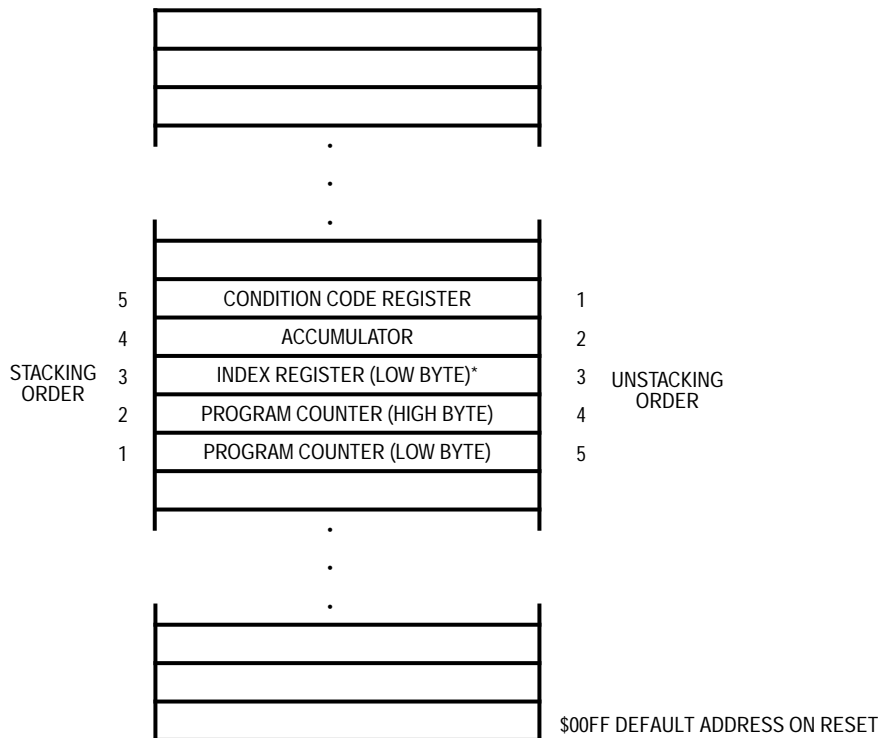 5 CONDITION CODE REGISTER 1
4 ACCUMULATOR 2
STACKING ORDER
3 INDEX REGISTER (LOW BYTE)* 3
UNSTACKING ORDER
2 PROGRAM COUNTER (HIGH BYTE) 4
1 PROGRAM COUNTER (LOW BYTE) 5
$00FF DEFAULT ADDRESS ON RESET